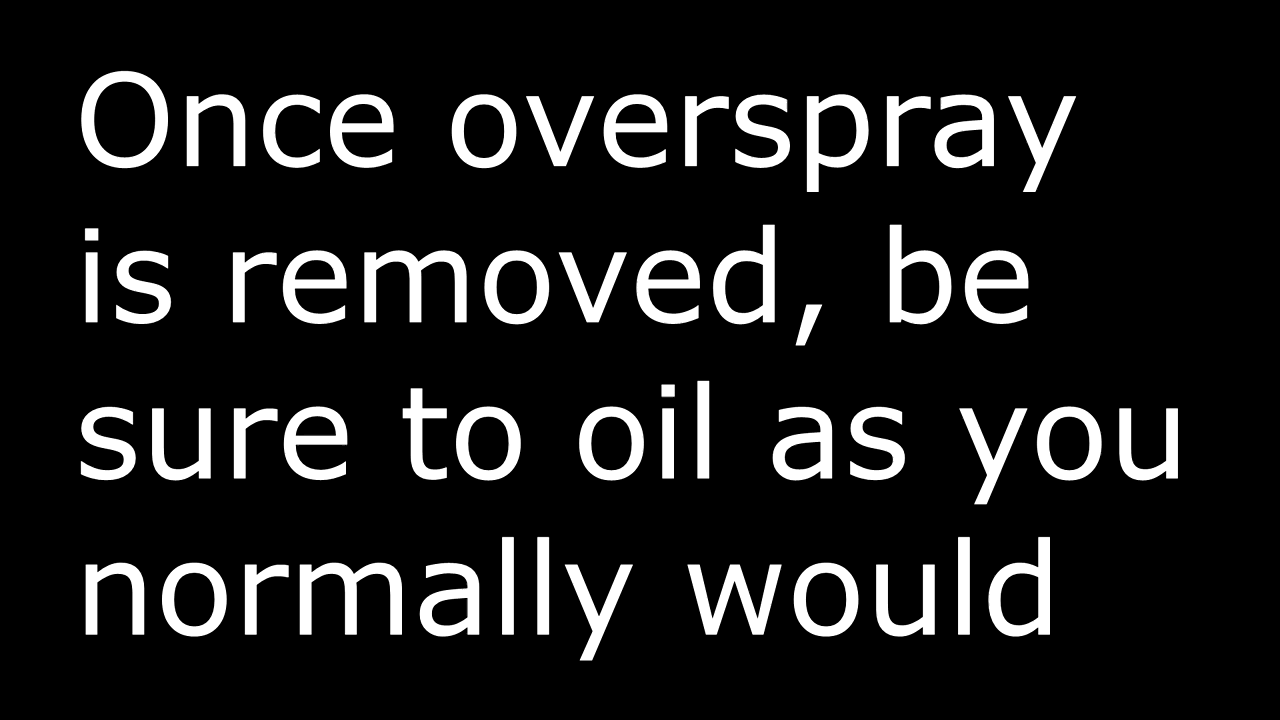 Once overspray
is removed, be
sure to oil as you
normally would